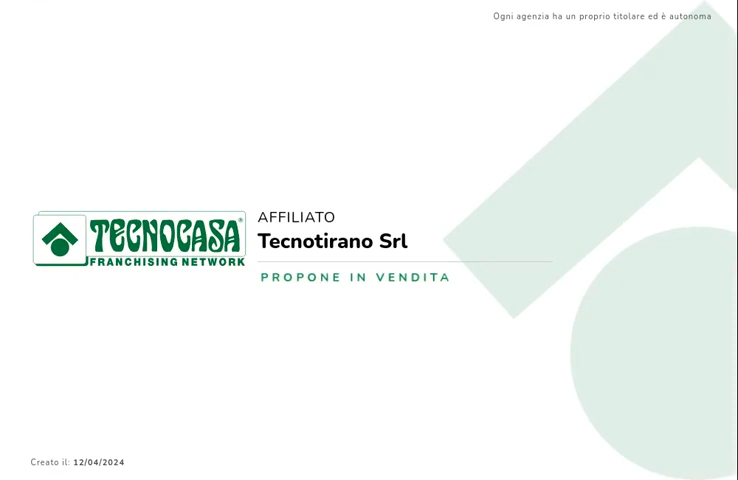 Ogni agenzia ha un proprio titolare ed è autonoma
TECNOCASA®
FRANCHISING NETWORK
AFFILIATO
Tecnotirano Srl
PROPONE IN VENDITA
Creato il: 12/04/2024